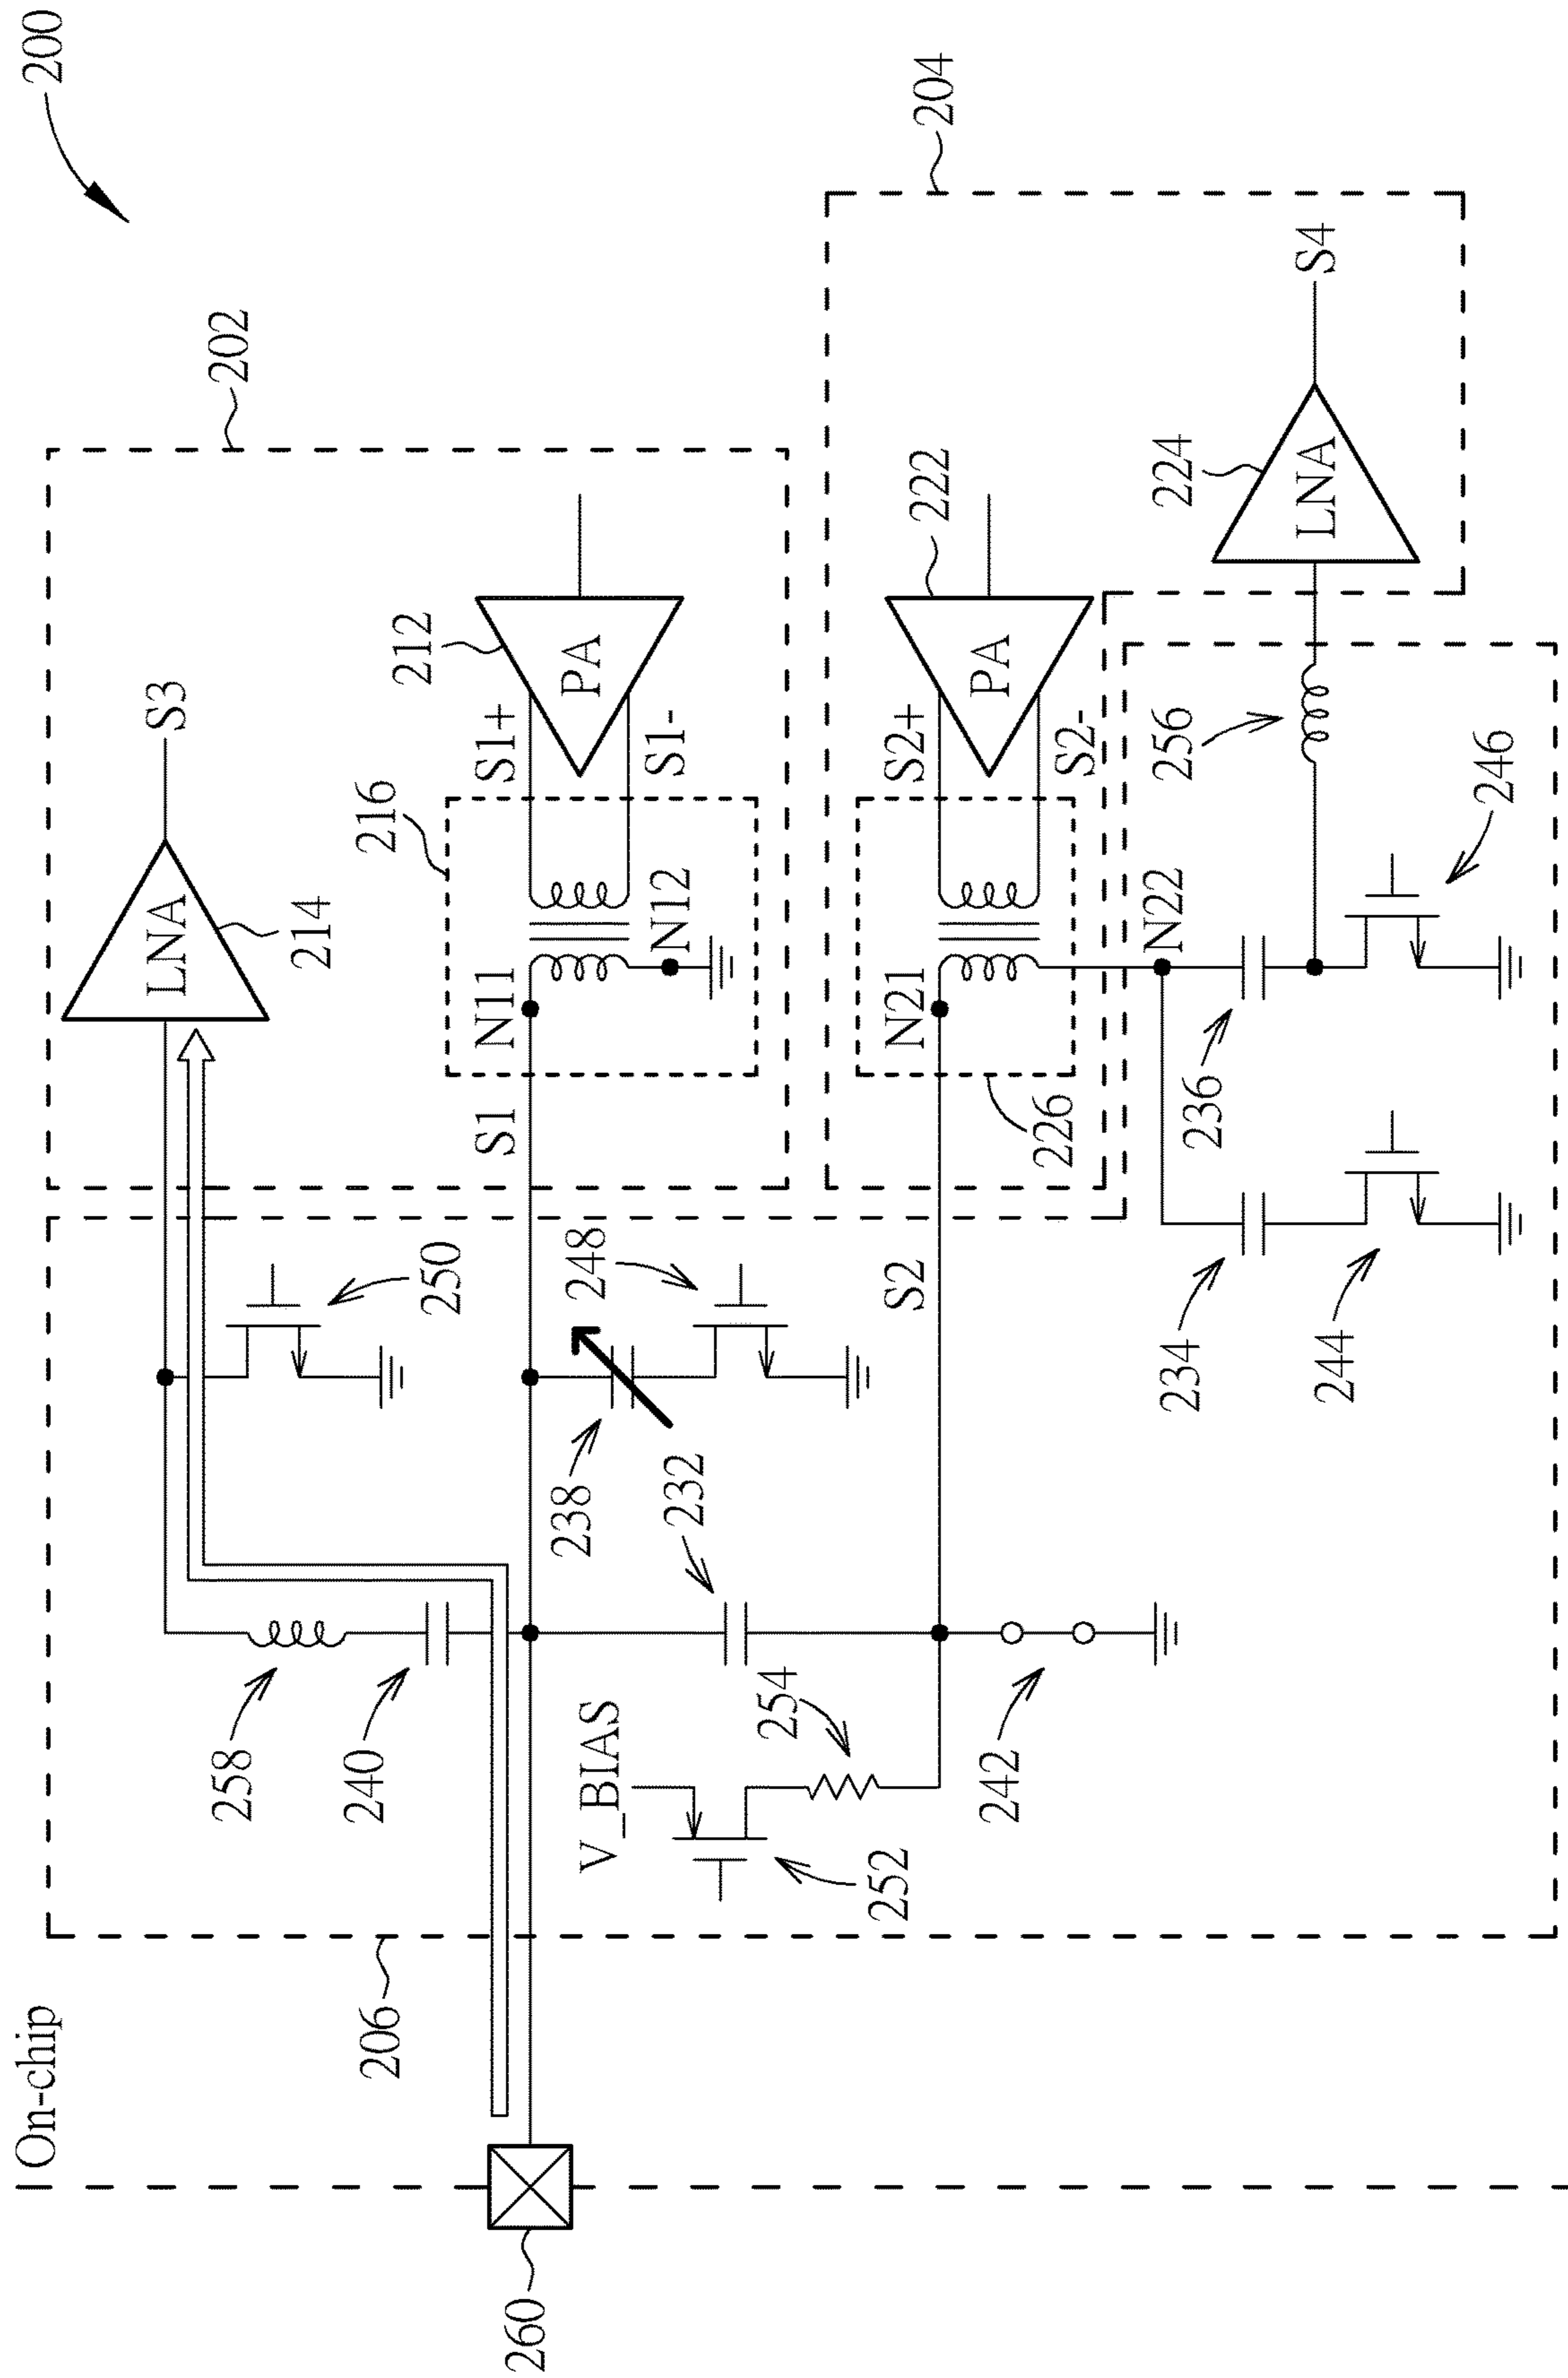 200
202
204
LNA
S3
214
216
212
PA
S1+
S1-
N11
N12
S1
250
248
238
232
258
240
V_BIAS
254
252
242
S2
222
PA
S2+
S2-
N21
N22
226
224
LNA
S4
256
246
236
234
244
206
On-chip
260